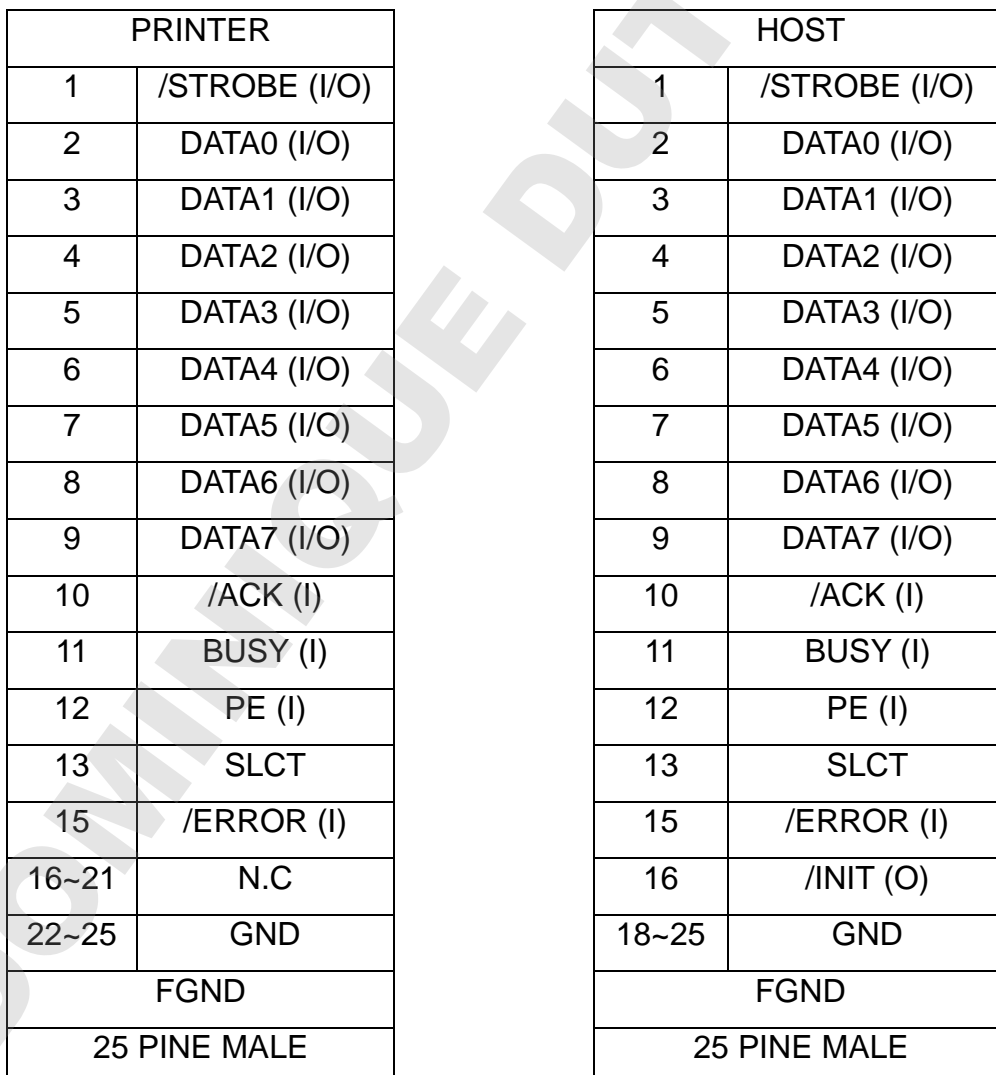 PRINTER
1 /STROBE (I/O)
2 DATA0 (I/O)
3 DATA1 (I/O)
4 DATA2 (I/O)
5 DATA3 (I/O)
6 DATA4 (I/O)
7 DATA5 (I/O)
8 DATA6 (I/O)
9 DATA7 (I/O)
10 /ACK (I)
11 BUSY (I)
12 PE (I)
13 SLCT
15 /ERROR (I)
16~21 N.C
22~25 GND
FGND
25 PINE MALE
HOST
1 /STROBE (I/O)
2 DATA0 (I/O)
3 DATA1 (I/O)
4 DATA2 (I/O)
5 DATA3 (I/O)
6 DATA4 (I/O)
7 DATA5 (I/O)
8 DATA6 (I/O)
9 DATA7 (I/O)
10 /ACK (I)
11 BUSY (I)
12 PE (I)
13 SLCT
15 /ERROR (I)
16 /INIT (O)
18~25 GND
FGND
25 PINE MALE
DOMINIQUE DUT